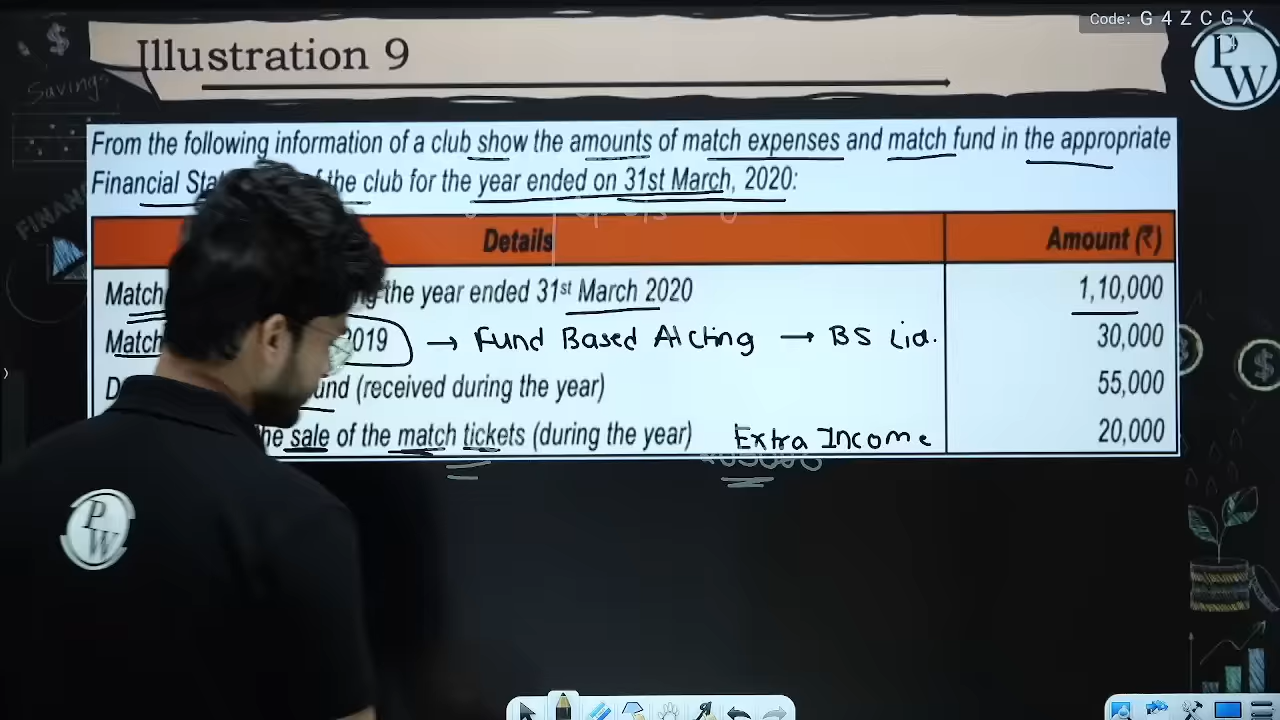 Code: G 4 Z C G X
Illustration 9
P
W
Savings
From the following information of a club show the amounts of match expenses and match fund in the appropriate
Financial the club for the year ended on 31st March, 2020:
Details Amount (₹)
Match the year ended 31st March 2020 1,10,000
Match 2019 → Fund Based A/cting → BS Lia. 30,000
(received during the year) 55,000
sale of the match tickets (during the year) Extra Income 20,000
P
W